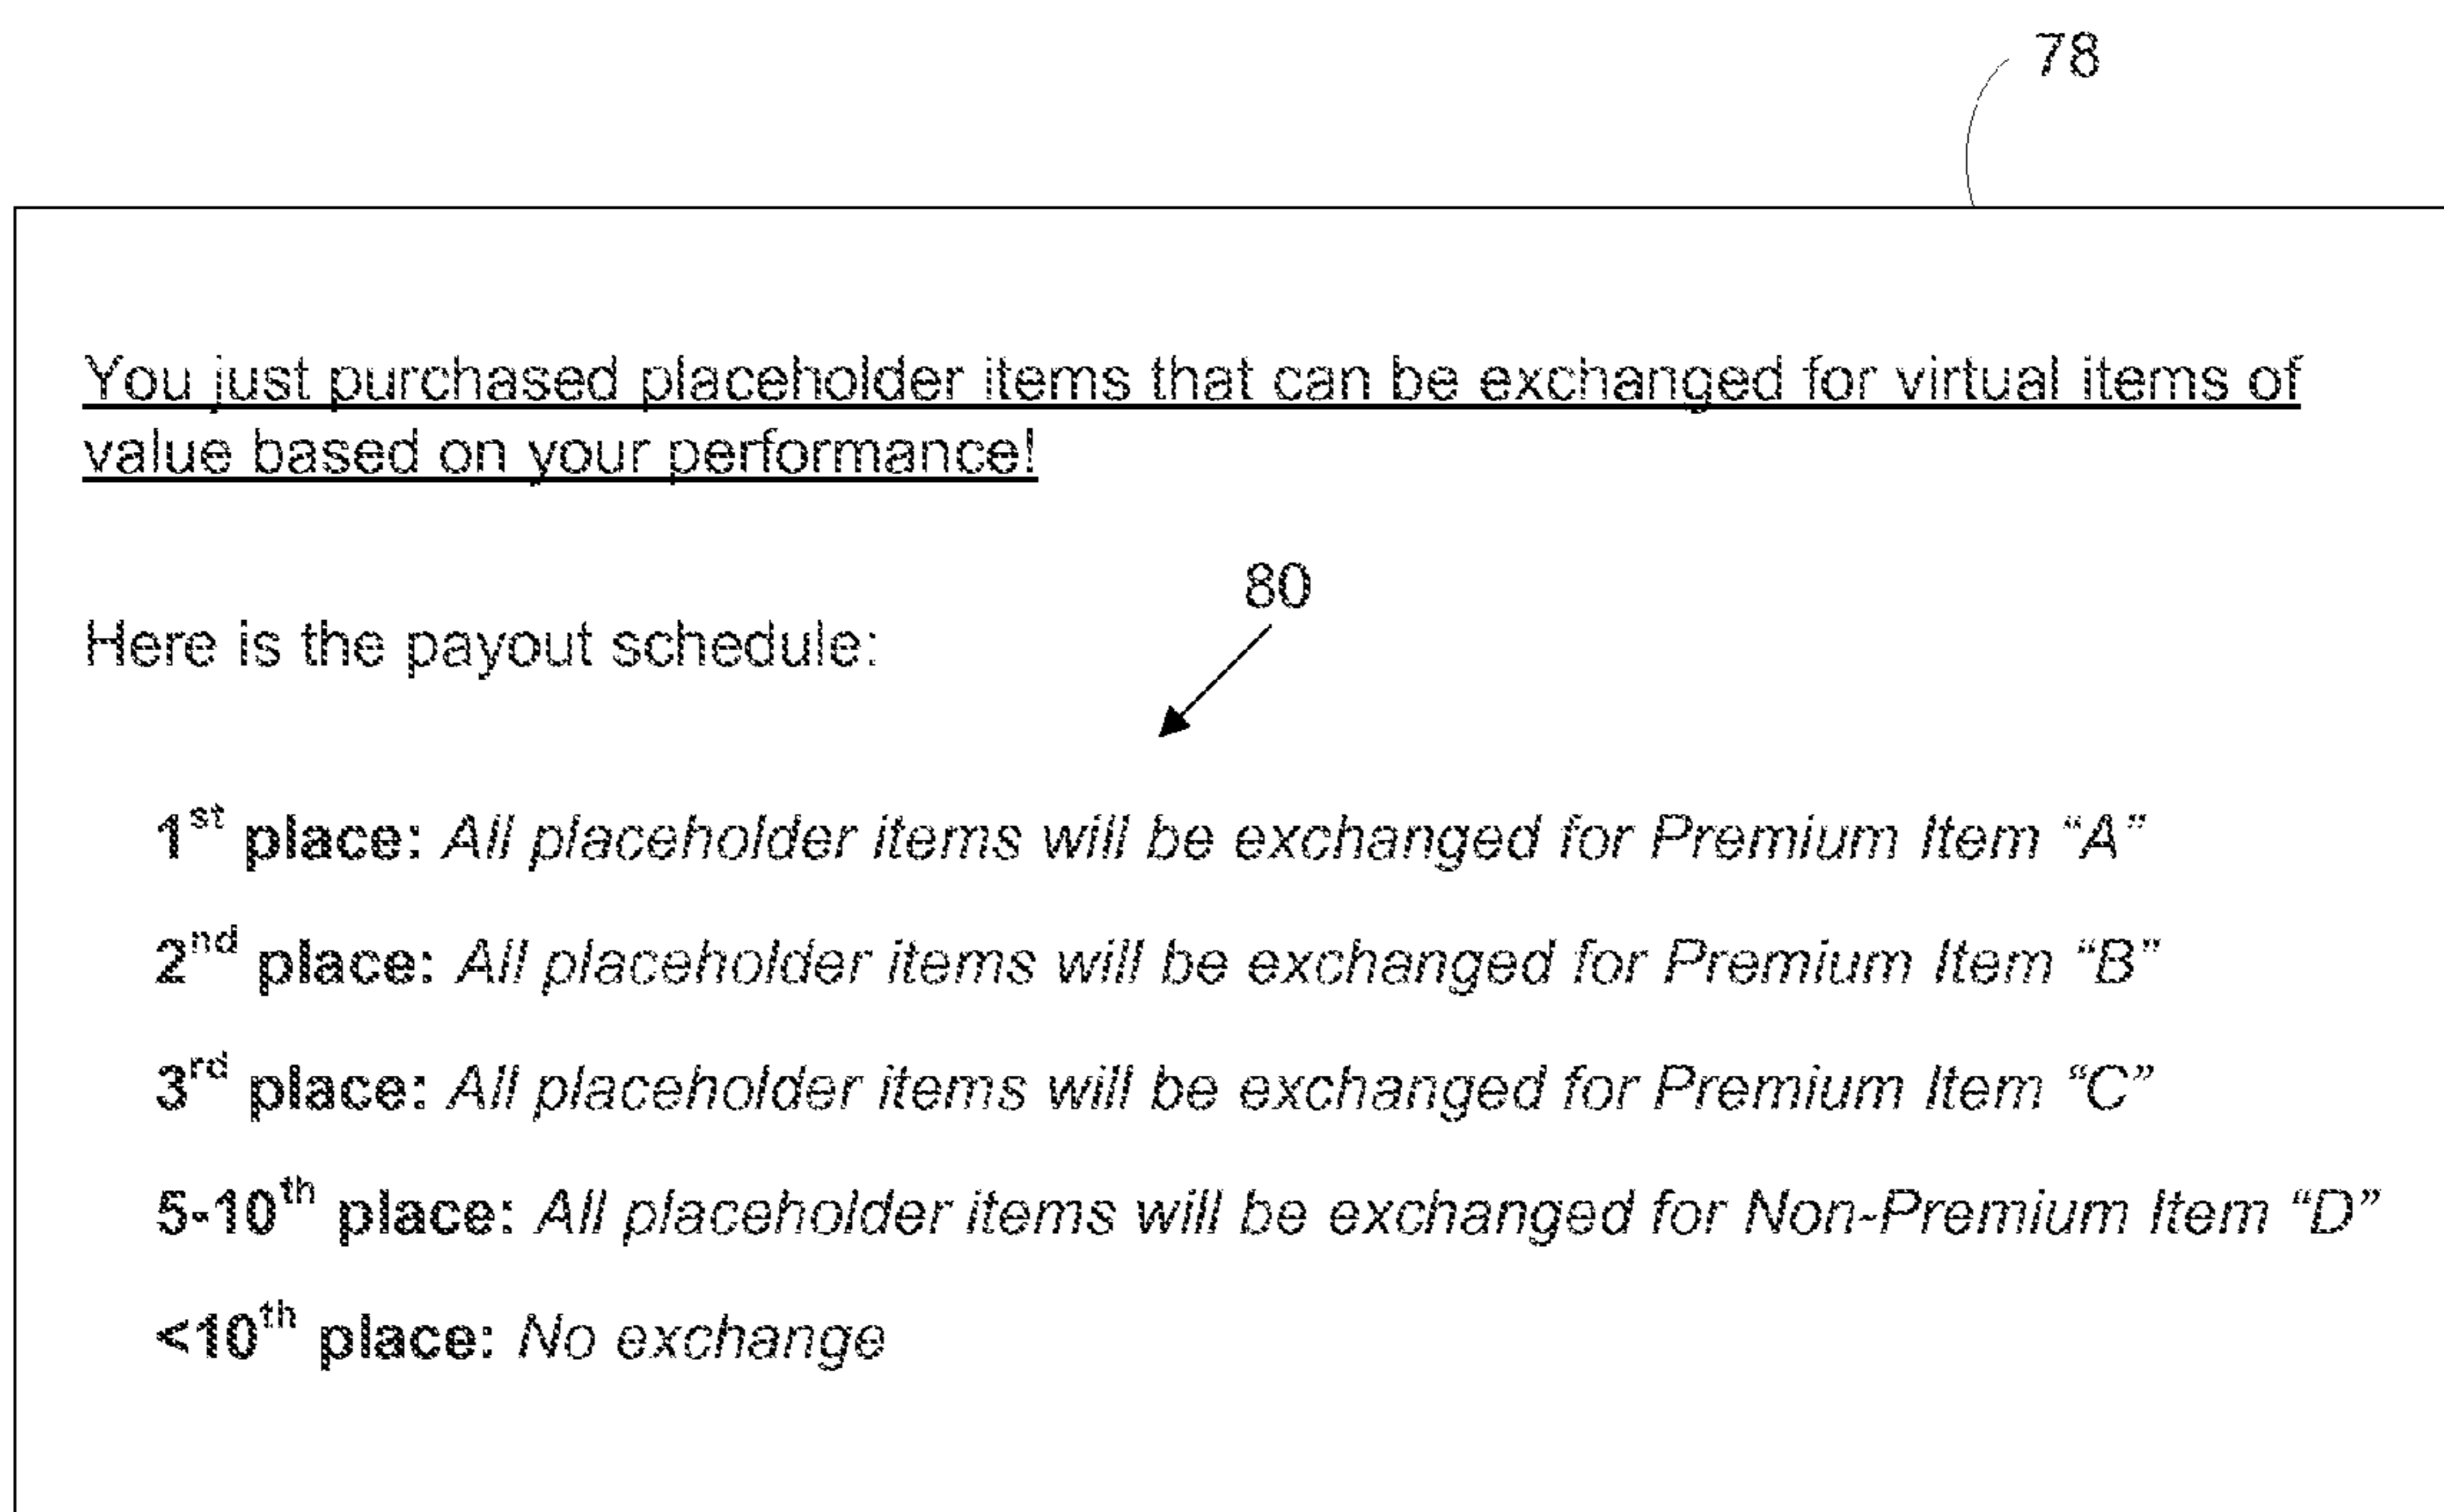 78
You just purchased placeholder items that can be exchanged for virtual items of
value based on your performance!
80
Here is the payout schedule:
1st place: All placeholder items will be exchanged for Premium Item “A”
2nd place: All placeholder items will be exchanged for Premium Item “B”
3rd place: All placeholder items will be exchanged for Premium Item “C”
5-10th place: All placeholder items will be exchanged for Non-Premium Item “D”
<10th place: No exchange